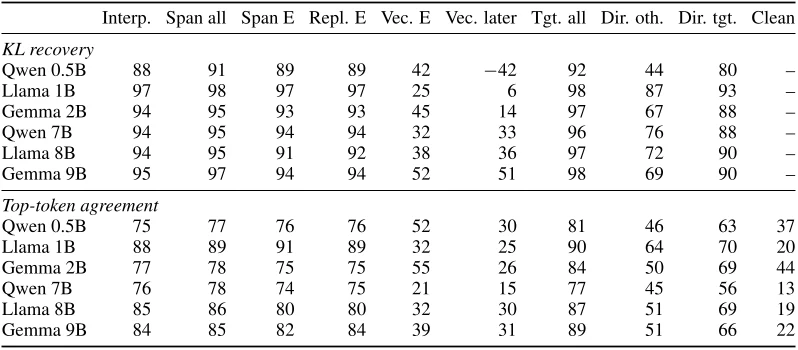 Interp. Span all Span E Repl. E Vec. E Vec. later Tgt. all Dir. oth. Dir. tgt. Clean
KL recovery
Qwen 0.5B 88 91 89 89 42 −42 92 44 80 –
Llama 1B 97 98 97 97 25 6 98 87 93 –
Gemma 2B 94 95 93 93 45 14 97 67 88 –
Qwen 7B 94 95 94 94 32 33 96 76 88 –
Llama 8B 94 95 91 92 38 36 97 72 90 –
Gemma 9B 95 97 94 94 52 51 98 69 90 –
Top-token agreement
Qwen 0.5B 75 77 76 76 52 30 81 46 63 37
Llama 1B 88 89 91 89 32 25 90 64 70 20
Gemma 2B 77 78 75 75 55 26 84 50 69 44
Qwen 7B 76 78 74 75 21 15 77 45 56 13
Llama 8B 85 86 80 80 32 30 87 51 69 19
Gemma 9B 84 85 82 84 39 31 89 51 66 22